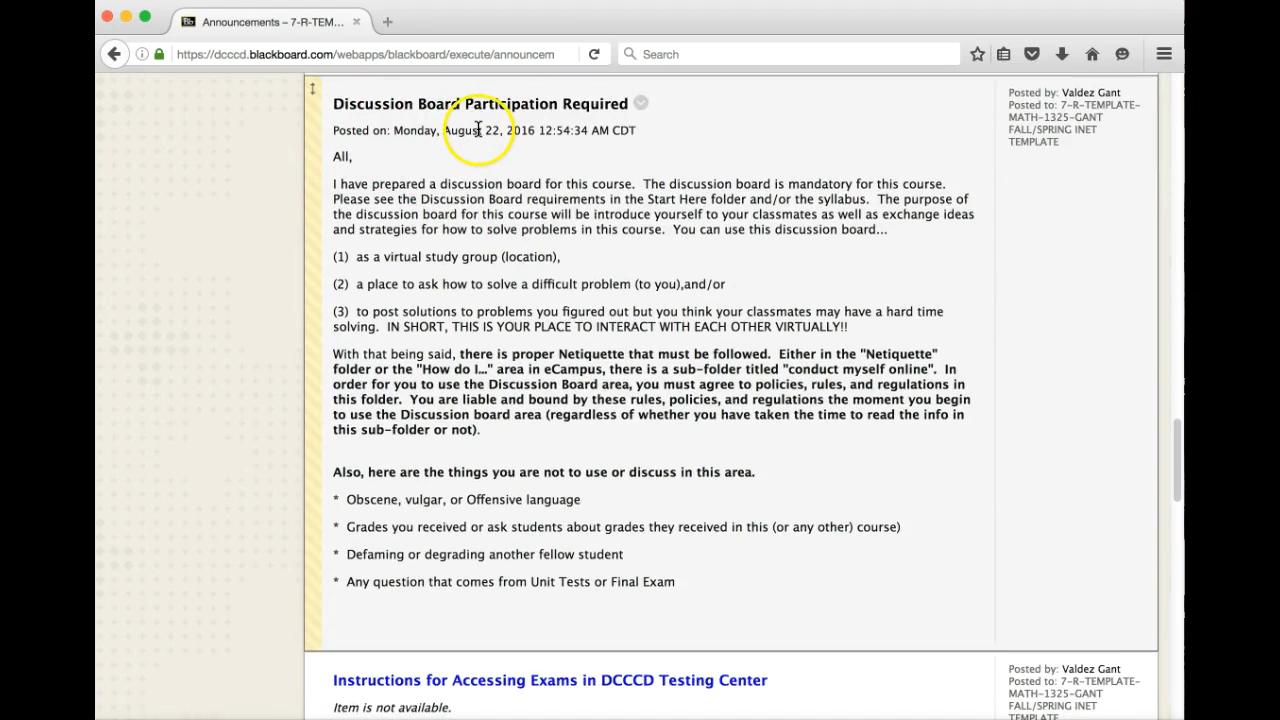 Announcements – 7-R-TEM...
https://dcccd.blackboard.com/webapps/blackboard/execute/announcem
Search
Discussion Board Participation Required
Posted on: Monday, August 22, 2016 12:54:34 AM CDT
All,
I have prepared a discussion board for this course.  The discussion board is mandatory for this course.
Please see the Discussion Board requirements in the Start Here folder and/or the syllabus.  The purpose of
the discussion board for this course will be introduce yourself to your classmates as well as exchange ideas
and strategies for how to solve problems in this course.  You can use this discussion board...
(1)  as a virtual study group (location),
(2)  a place to ask how to solve a difficult problem (to you),and/or
(3)  to post solutions to problems you figured out but you think your classmates may have a hard time
solving.  IN SHORT, THIS IS YOUR PLACE TO INTERACT WITH EACH OTHER VIRTUALLY!!
With that being said, there is proper Netiquette that must be followed.  Either in the "Netiquette"
folder or the "How do I..." area in eCampus, there is a sub-folder titled "conduct myself online".  In
order for you to use the Discussion Board area, you must agree to policies, rules, and regulations in
this folder.  You are liable and bound by these rules, policies, and regulations the moment you begin
to use the Discussion board area (regardless of whether you have taken the time to read the info in
this sub-folder or not).
Also, here are the things you are not to use or discuss in this area.
*  Obscene, vulgar, or Offensive language
*  Grades you received or ask students about grades they received in this (or any other) course)
*  Defaming or degrading another fellow student
*  Any question that comes from Unit Tests or Final Exam
Posted by: Valdez Gant
Posted to: 7-R-TEMPLATE-
MATH-1325-GANT
FALL/SPRING INET
TEMPLATE
Instructions for Accessing Exams in DCCCD Testing Center
Item is not available.
Posted by: Valdez Gant
Posted to: 7-R-TEMPLATE-
MATH-1325-GANT
FALL/SPRING INET
TEMPLATE